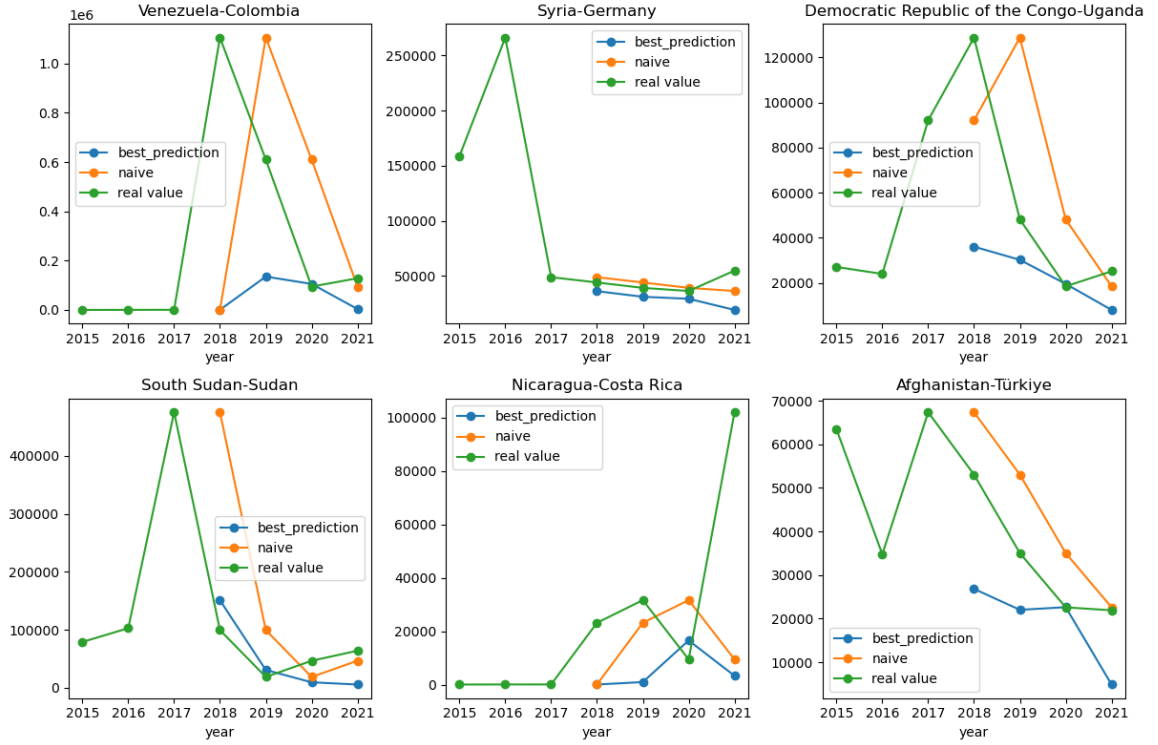 Venezuela-Colombia
1e6
1.0
0.8
0.6
0.4
0.2
0.0
best_prediction
naive
real value
2015 2016 2017 2018 2019 2020 2021
year
Syria-Germany
250000
200000
150000
100000
50000
best_prediction
naive
real value
2015 2016 2017 2018 2019 2020 2021
year
Democratic Republic of the Congo-Uganda
120000
100000
80000
60000
40000
20000
best_prediction
naive
real value
2015 2016 2017 2018 2019 2020 2021
year
South Sudan-Sudan
400000
300000
200000
100000
0
best_prediction
naive
real value
2015 2016 2017 2018 2019 2020 2021
year
Nicaragua-Costa Rica
100000
80000
60000
40000
20000
0
best_prediction
naive
real value
2015 2016 2017 2018 2019 2020 2021
year
Afghanistan-Türkiye
70000
60000
50000
40000
30000
20000
10000
best_prediction
naive
real value
2015 2016 2017 2018 2019 2020 2021
year